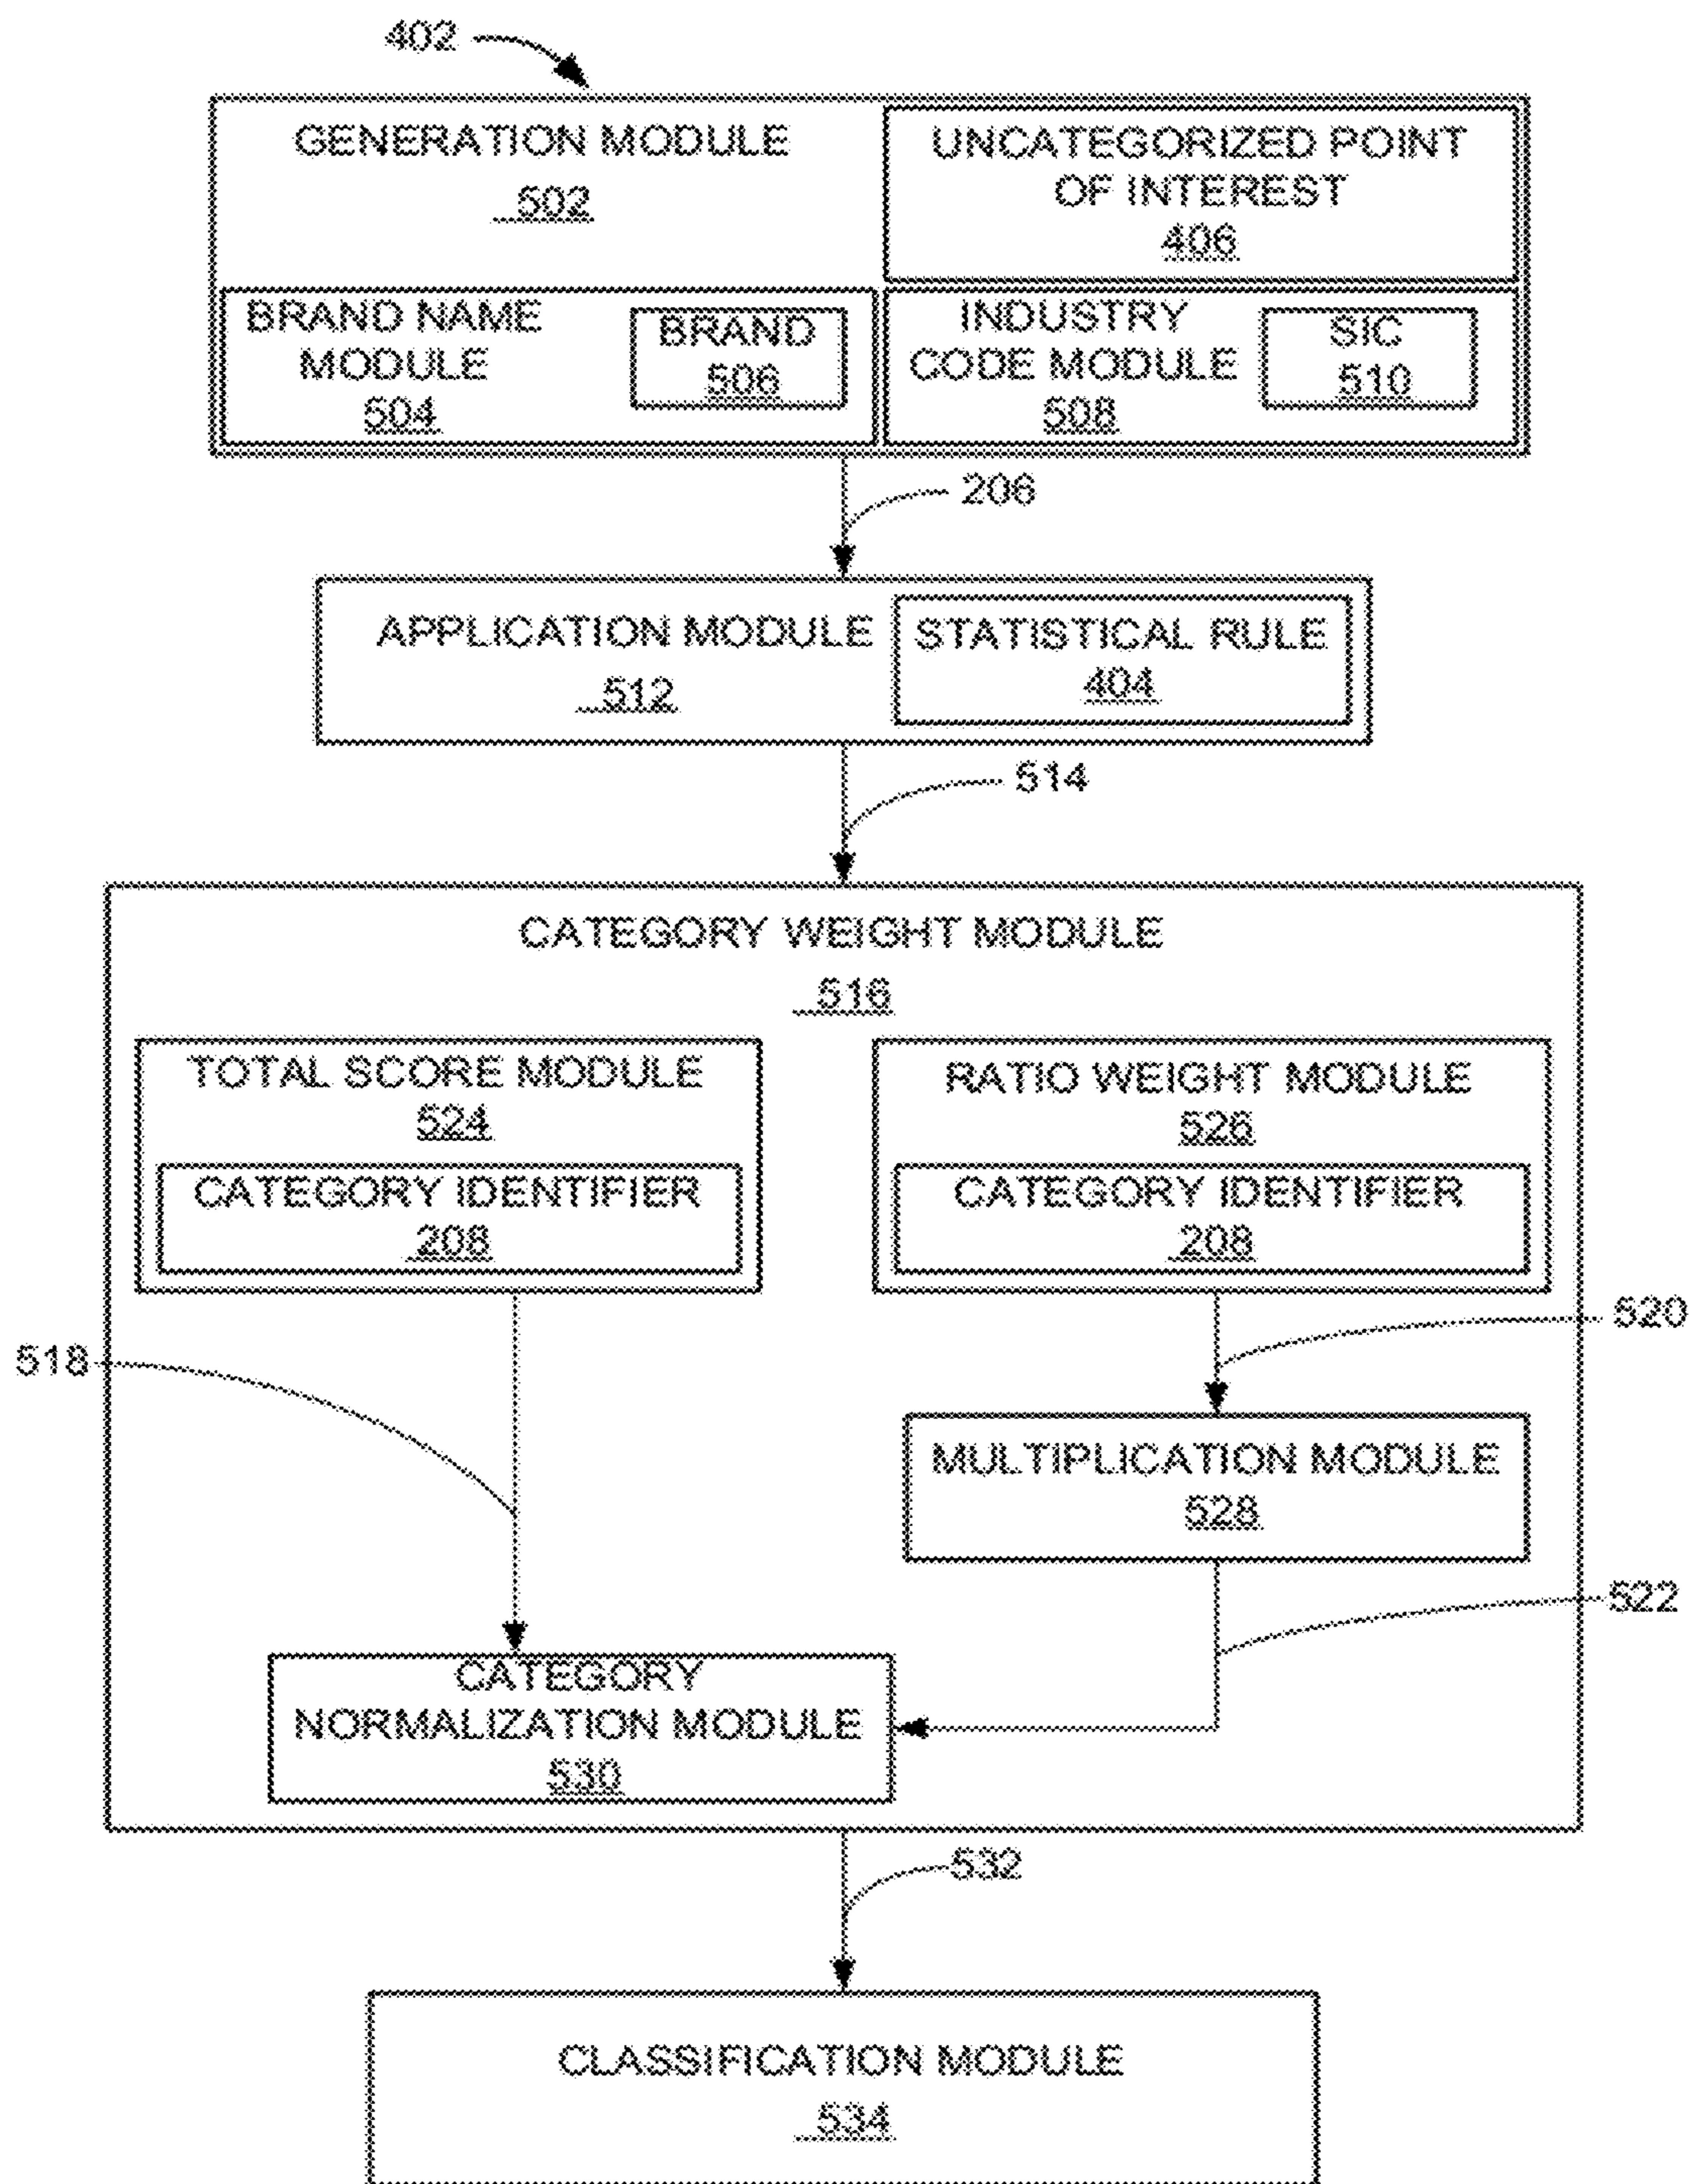 402
GENERATION MODULE
502
UNCATEGORIZED POINT
OF INTEREST
406
BRAND NAME
MODULE
504
BRAND
506
INDUSTRY
CODE MODULE
508
SIC
510
206
APPLICATION MODULE
512
STATISTICAL RULE
404
514
CATEGORY WEIGHT MODULE
516
TOTAL SCORE MODULE
524
CATEGORY IDENTIFIER
208
RATIO WEIGHT MODULE
526
CATEGORY IDENTIFIER
208
520
518
MULTIPLICATION MODULE
528
522
CATEGORY
NORMALIZATION MODULE
530
532
CLASSIFICATION MODULE
534